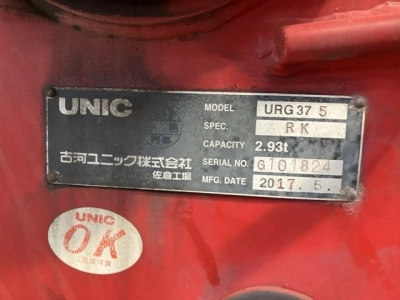 UNIC
MODEL URG37 5
SPEC. RK
CAPACITY 2.93t
SERIAL NO. G101824
MFG. DATE 2017.5.
古河ユニック株式会社
佐倉工場
UNIC
OK